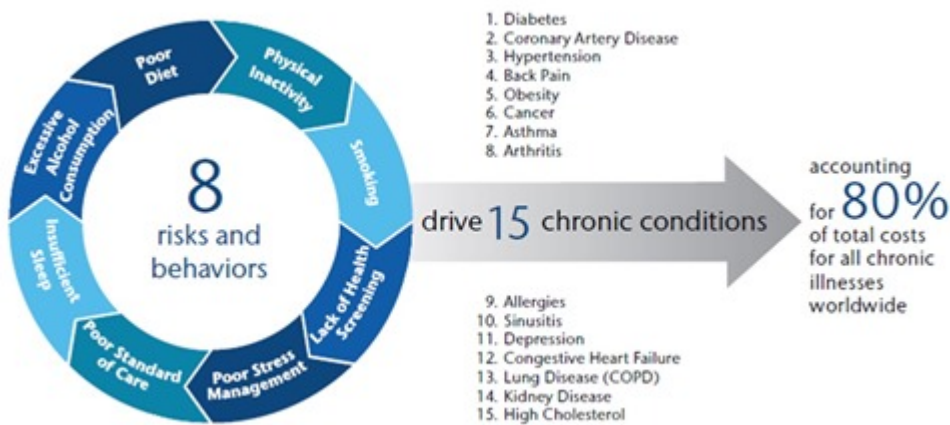 Poor
Diet
Physical
Inactivity
Smoking
Lack of Health
Screening
Poor Stress
Management
Poor Standard
of Care
Insufficient
Sleep
Excessive
Alcohol
Consumption
8
risks and
behaviors
1. Diabetes
2. Coronary Artery Disease
3. Hypertension
4. Back Pain
5. Obesity
6. Cancer
7. Asthma
8. Arthritis
drive 15 chronic conditions
9. Allergies
10. Sinusitis
11. Depression
12. Congestive Heart Failure
13. Lung Disease (COPD)
14. Kidney Disease
15. High Cholesterol
accounting
for 80%
of total costs
for all chronic
illnesses
worldwide